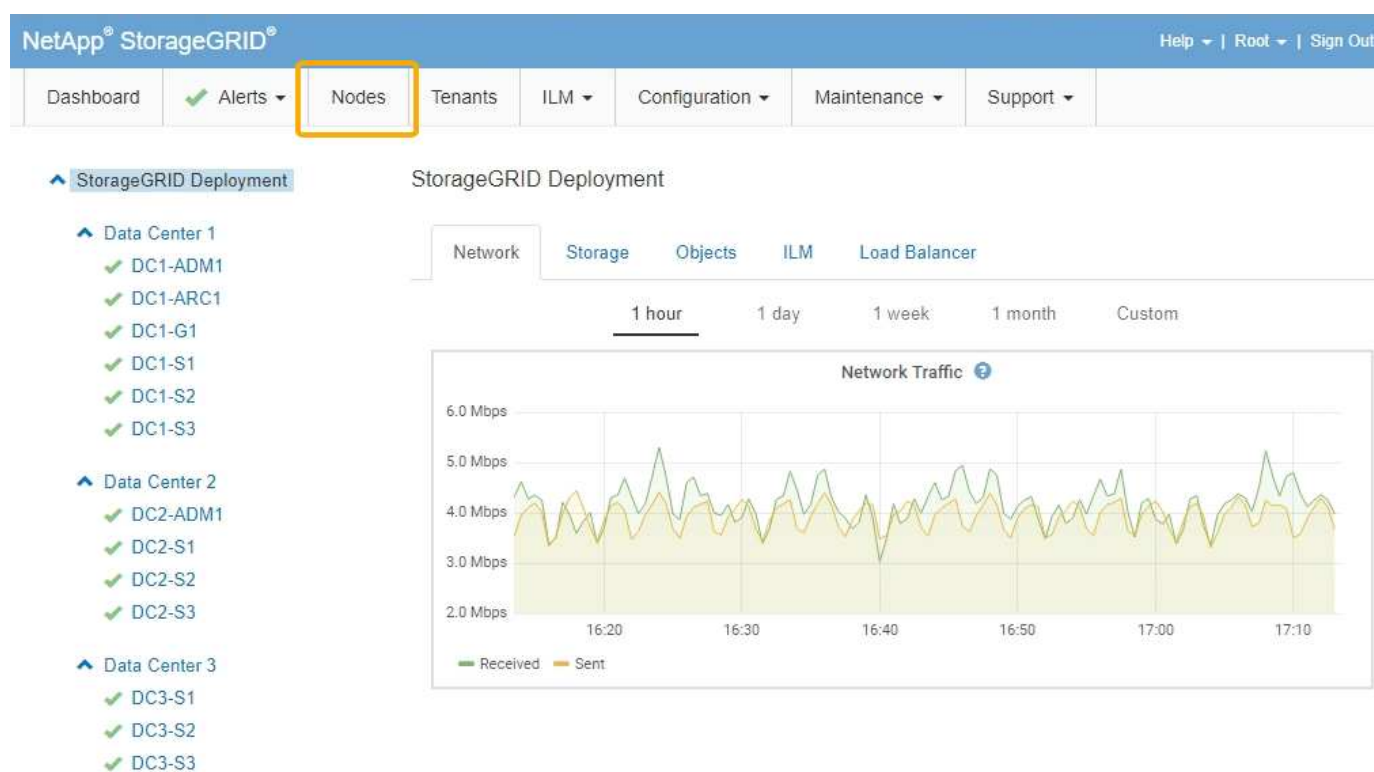 NetApp® StorageGRID®
Help | Root | Sign Out
Dashboard Alerts Nodes Tenants ILM Configuration Maintenance Support
StorageGRID Deployment
Data Center 1
DC1-ADM1
DC1-ARC1
DC1-G1
DC1-S1
DC1-S2
DC1-S3
Data Center 2
DC2-ADM1
DC2-S1
DC2-S2
DC2-S3
Data Center 3
DC3-S1
DC3-S2
DC3-S3
StorageGRID Deployment
Network Storage Objects ILM Load Balancer
1 hour 1 day 1 week 1 month Custom
Network Traffic ?
6.0 Mbps
5.0 Mbps
4.0 Mbps
3.0 Mbps
2.0 Mbps
16:20 16:30 16:40 16:50 17:00 17:10
Received Sent